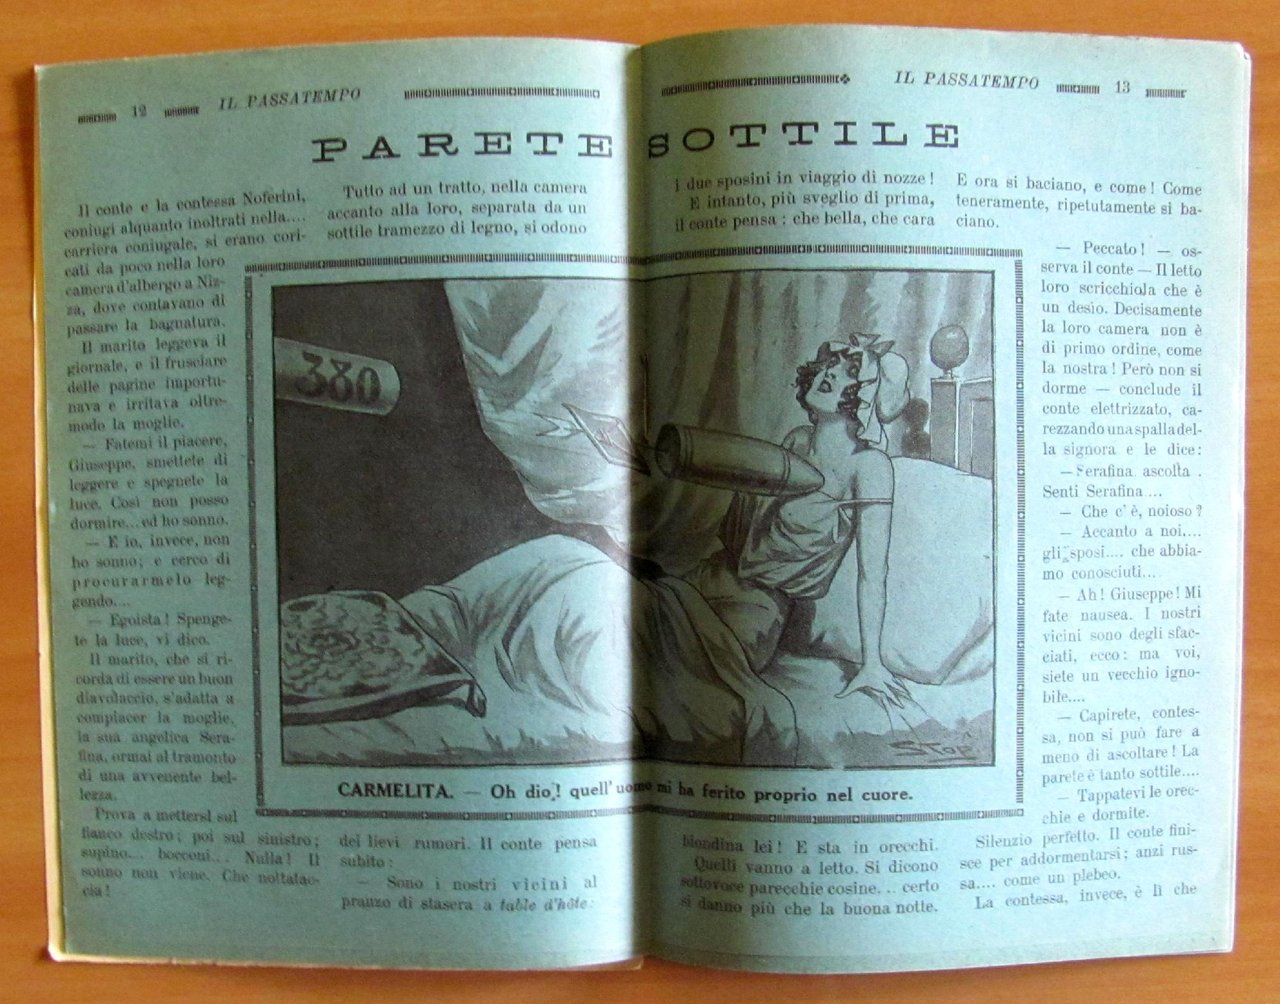 12 IL PASSATEMPO
IL PASSATEMPO 13
PARETE SOTTILE
Il conte e la contessa Noferini,
coniugi alquanto inoltrati nella....
carriera coniugale, si erano cori-
cati da poco nella loro
camera d'albergo a Niz-
za, dove contavano di
passare la bagnatura.
Il marito leggeva il
giornale, e il frusciare
delle pagine importu-
nava e irritava oltre-
modo la moglie.
— Fatemi il piacere,
Giuseppe, smettete di
leggere e spegnete la
luce. Così non posso
dormire... ed ho sonno.
— E io, invece, non
ho sonno; e cerco di
procurarmelo leg-
gendo...
— Egoista! Spenge-
te la luce, vi dico.
Il marito, che si ri-
corda di essere un buon
diavolaccio, s'adatta a
compiacer la moglie,
la sua angelica Sera-
fina, ormai al tramonto
di una avvenente bel-
lezza.
Prova a mettersi sul
fianco destro; poi sul sinistro;
supino... bocconi... Nulla! Il
sonno non viene. Che nottatac-
cia!
Tutto ad un tratto, nella camera
accanto alla loro, separata da un
sottile tramezzo di legno, si odono
dei lievi rumori. Il conte pensa
subito:
— Sono i nostri vicini al
pranzo di stasera a table d'hôte:
380
STOP
CARMELITA. — Oh dio! quell'uomo mi ha ferito proprio nel cuore.
i due sposini in viaggio di nozze!
E intanto, più sveglio di prima,
il conte pensa: che bella, che cara
biondina lei! E sta in orecchi.
Quelli vanno a letto. Si dicono
sottovoce parecchie cosine... certo
si danno più che la buona notte.
E ora si baciano, e come! Come
teneramente, ripetutamente si ba-
ciano.
— Peccato! — os-
serva il conte — Il letto
loro scricchiola che è
un desìo. Decisamente
la loro camera non è
di primo ordine, come
la nostra! Però non si
dorme — conclude il
conte elettrizzato, ca-
rezzando una spalla del-
la signora e le dice:
— Serafina ascolta.
Senti Serafina....
— Che c'è, noioso?
— Accanto a noi....
gli sposi.... che abbia-
mo conosciuti...
— Ah! Giuseppe! Mi
fate nausea. I nostri
vicini sono degli sfac-
ciati, ecco: ma voi,
siete un vecchio igno-
bile....
— Capirete, contes-
sa, non si può fare a
meno di ascoltare! La
parete è tanto sottile....
— Tappatevi le orec-
chie e dormite.
Silenzio perfetto. Il conte fini-
sce per addormentarsi; anzi rus-
sa.... come un plebeo.
La contessa, invece, è lì che